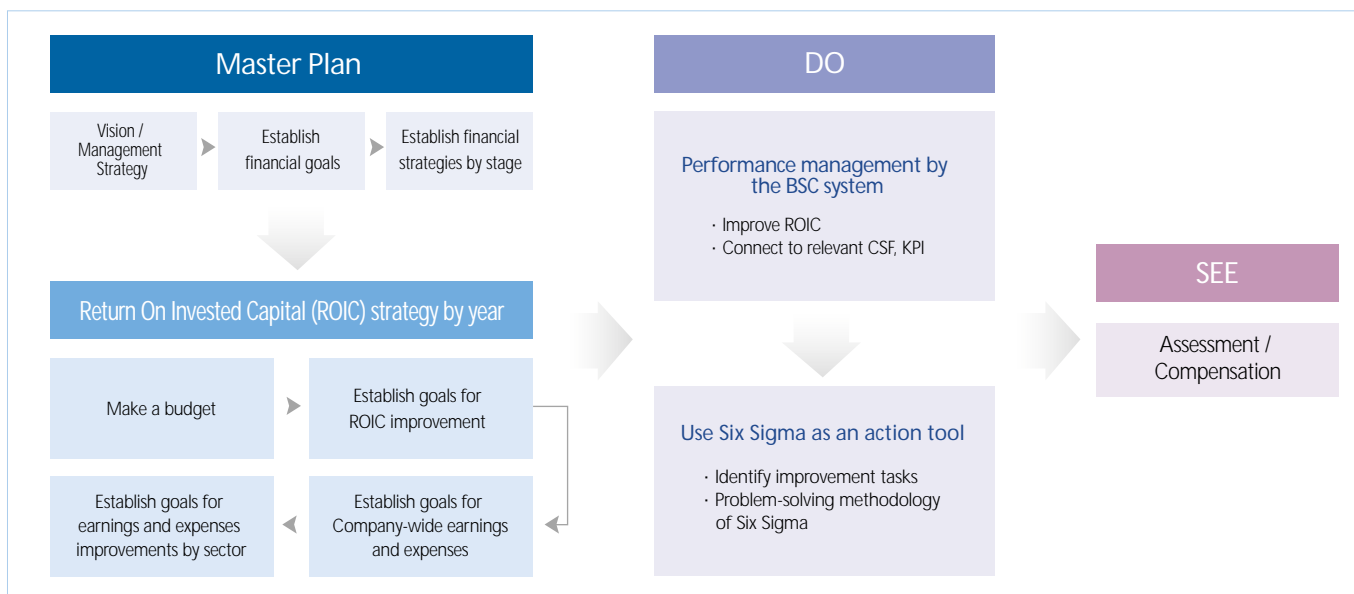 Master Plan
Vision /
Management
Strategy
Establish
financial goals
Establish financial
strategies by stage
Return On Invested Capital (ROIC) strategy by year
Make a budget
Establish goals for
ROIC improvement
Establish goals for
earnings and expenses
improvements by sector
Establish goals for
Company-wide earnings
and expenses
DO
Performance management by
the BSC system
· Improve ROIC
· Connect to relevant CSF, KPI
Use Six Sigma as an action tool
· Identify improvement tasks
· Problem-solving methodology
of Six Sigma
SEE
Assessment /
Compensation